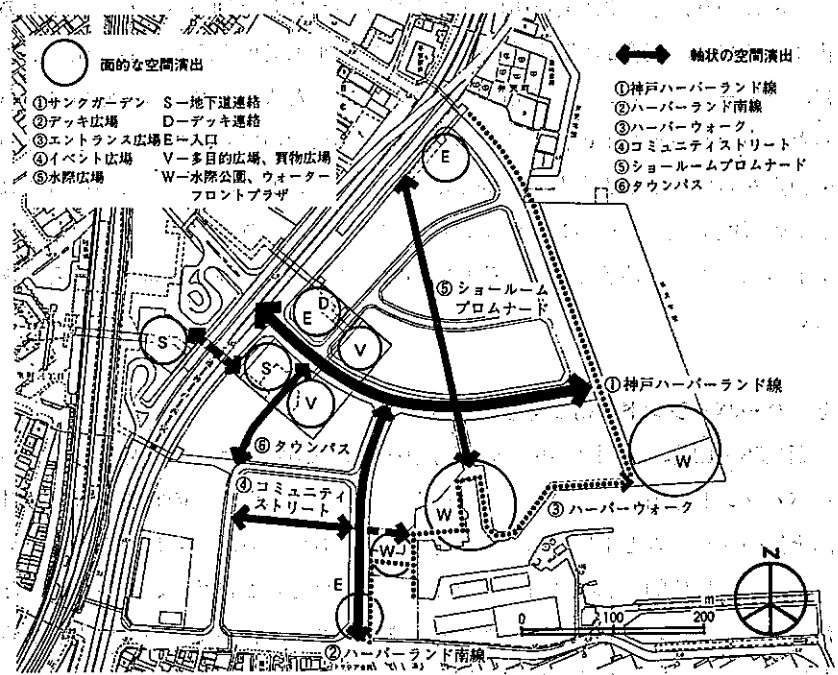 面的な空間演出
①サンクガーデン S—地下道連絡
②デッキ広場 D—デッキ連絡
③エントランス広場 E—入口
④イベント広場 V—多目的広場、買物広場
⑤水際広場 W—水際公園、ウォーター
フロントプラザ
軸状の空間演出
①神戸ハーバーランド線
②ハーバーランド南線
③ハーバーウォーク
④コミュニティストリート
⑤ショールームプロムナード
⑥タウンパス
E
⑤ショールーム
プロムナード
D
E
S
S
V
V
①神戸ハーバーランド線
⑥タウンパス
④コミュニティ
ストリート
W
W
③ハーバーウォーク
W
E
Z
m
0 100 200
②ハーバーランド南線